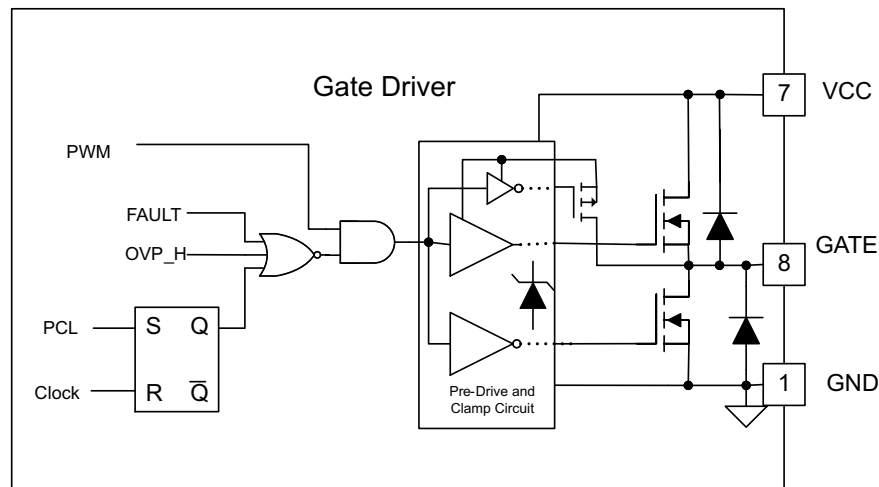 Gate Driver
7 VCC
PWM
FAULT
OVP_H
8 GATE
PCL
S Q
Clock
R Q̅
Pre-Drive and
Clamp Circuit
1 GND